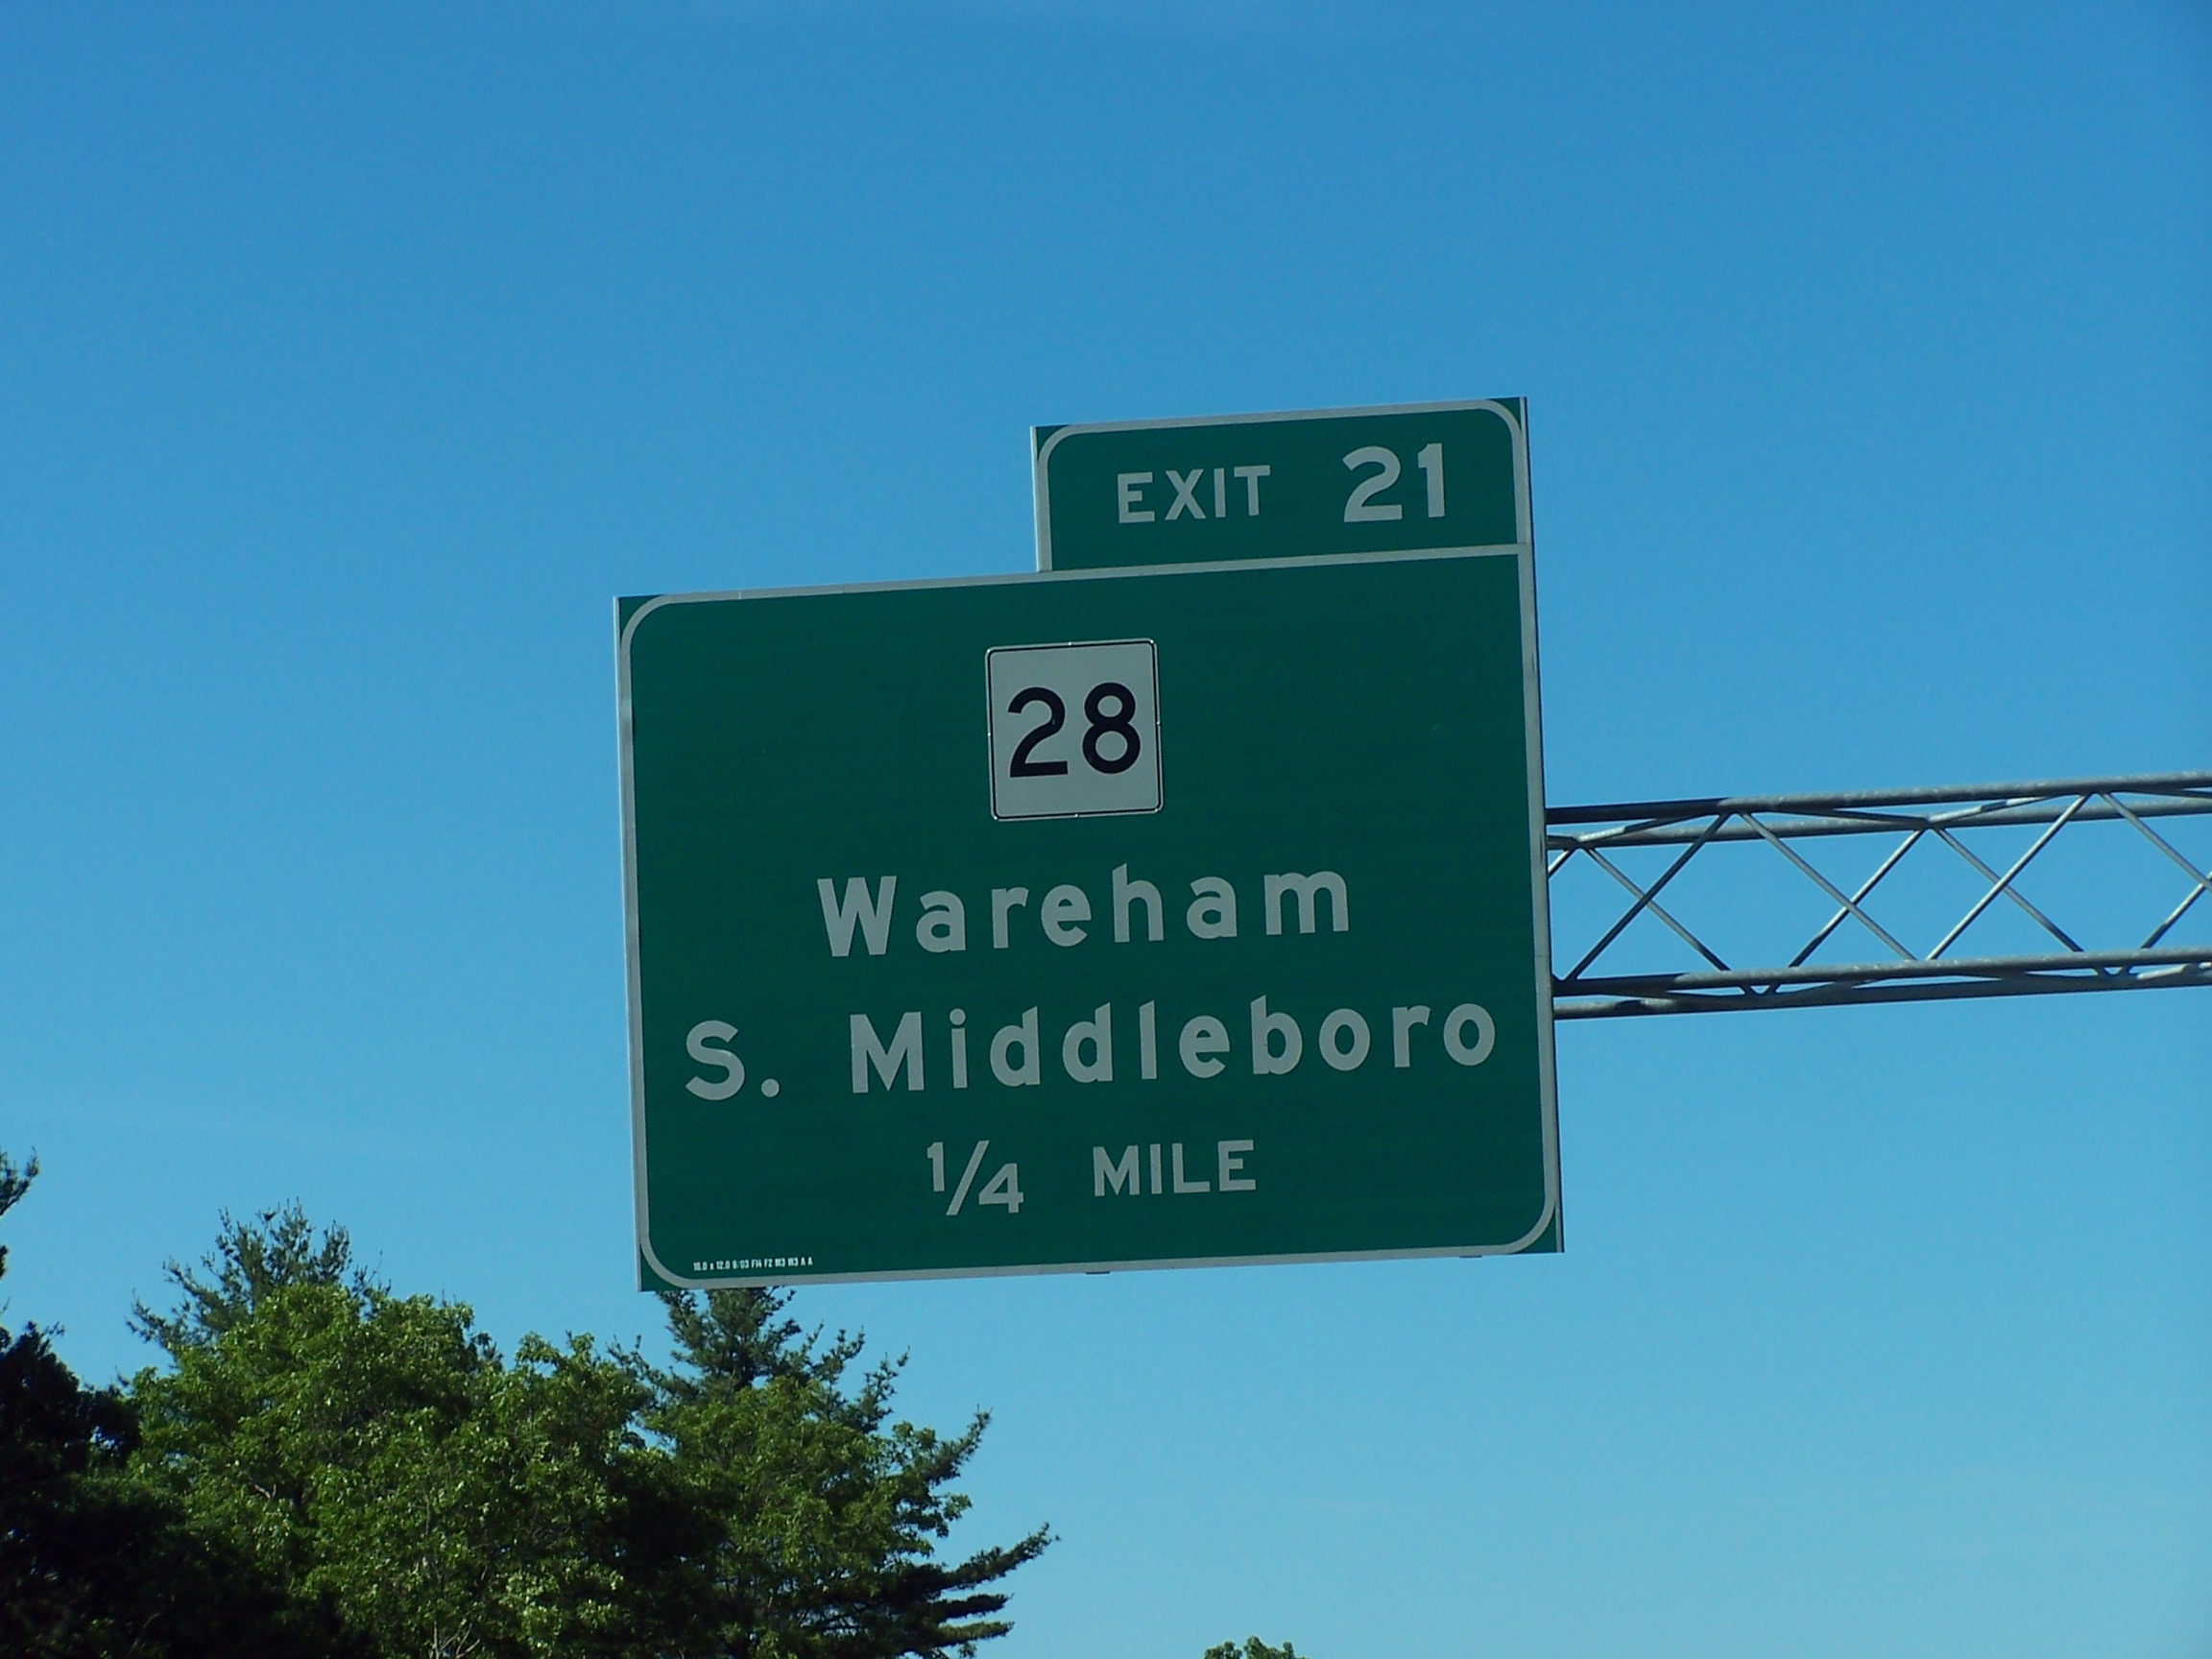 EXIT 21
28
Wareham
S. Middleboro
1/4 MILE